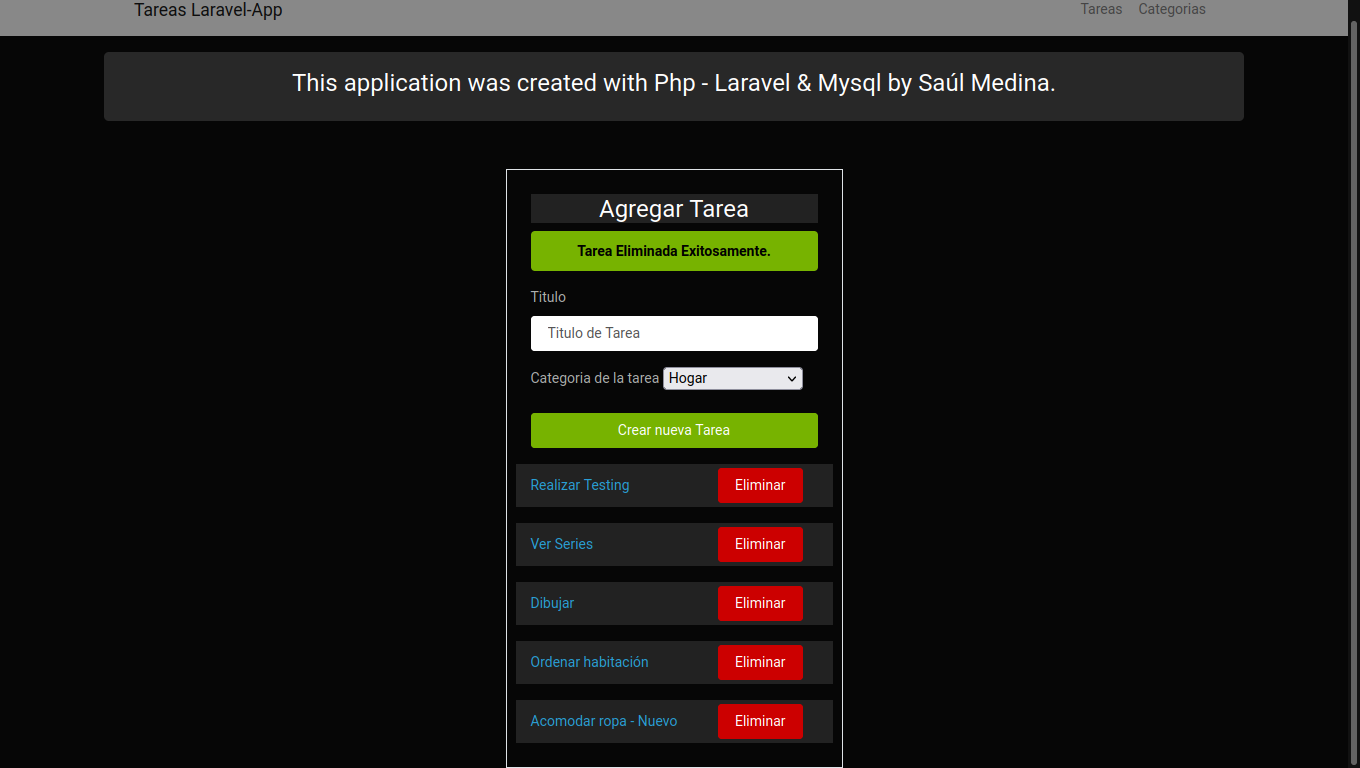 Tareas Laravel-App
Tareas Categorias
This application was created with Php - Laravel & Mysql by Saúl Medina.
Agregar Tarea
Tarea Eliminada Exitosamente.
Titulo
Titulo de Tarea
Categoria de la tarea Hogar
Crear nueva Tarea
Realizar Testing Eliminar
Ver Series Eliminar
Dibujar Eliminar
Ordenar habitación Eliminar
Acomodar ropa - Nuevo Eliminar